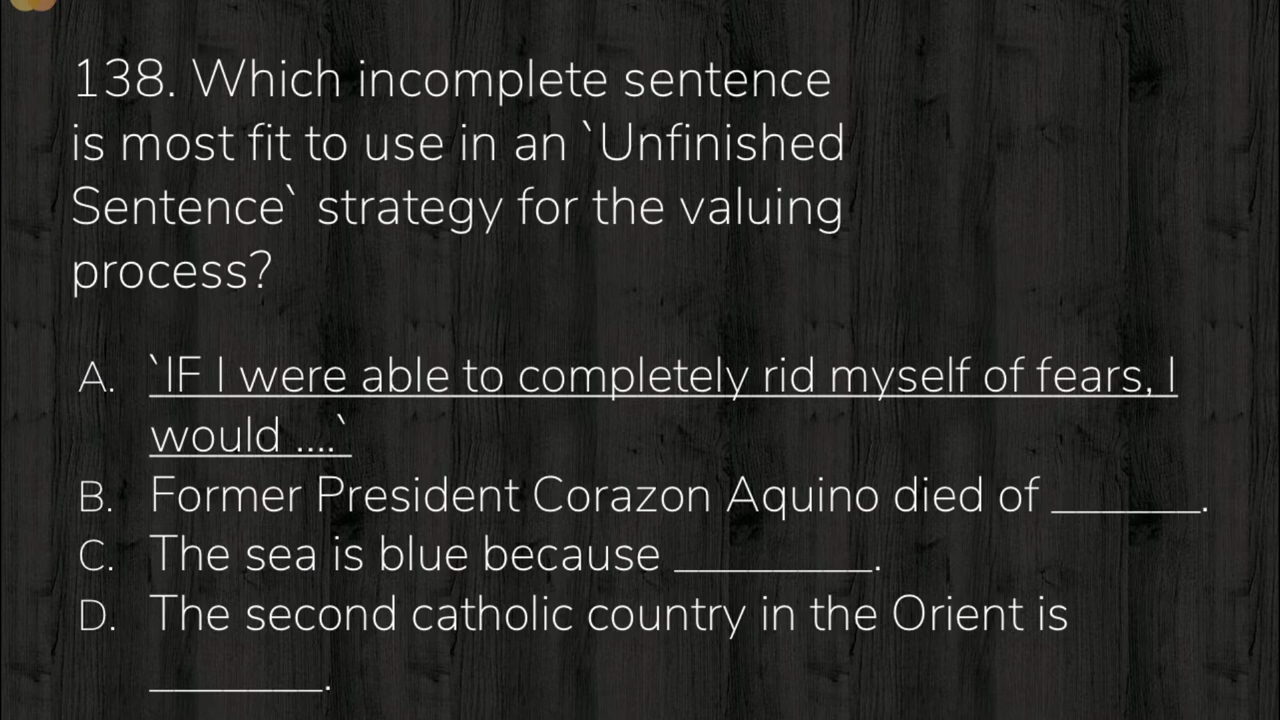 138. Which incomplete sentence
is most fit to use in an `Unfinished
Sentence` strategy for the valuing
process?
A. `IF I were able to completely rid myself of fears, I
would ....`
B. Former President Corazon Aquino died of ______.
C. The sea is blue because ________.
D. The second catholic country in the Orient is
_______.